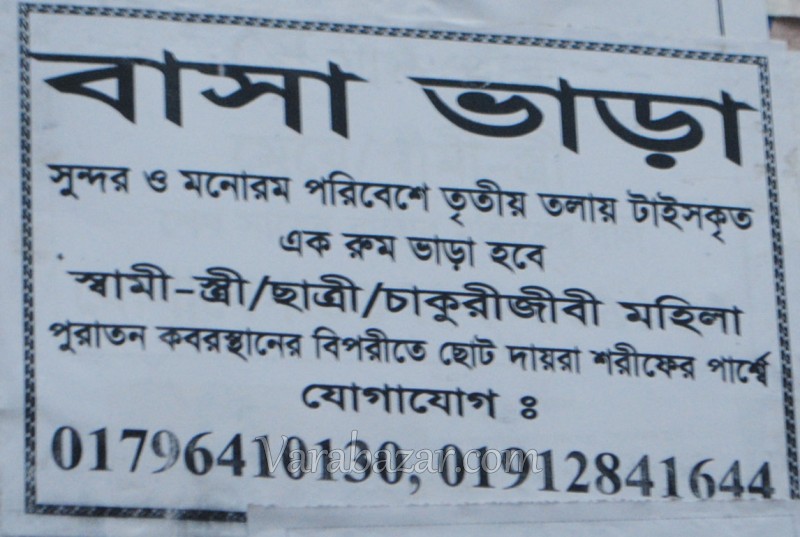 বাসা ভাড়া
সুন্দর ও মনোরম পরিবেশে তৃতীয় তলায় টাইসকৃত
এক রুম ভাড়া হবে
স্বামী-স্ত্রী/ছাত্রী/চাকুরীজীবী মহিলা
পুরাতন কবরস্থানের বিপরীতে ছোট দায়রা শরীফের পার্শ্বে
যোগাযোগ ঃ
01796410130, 01912841644
Varabazar.com